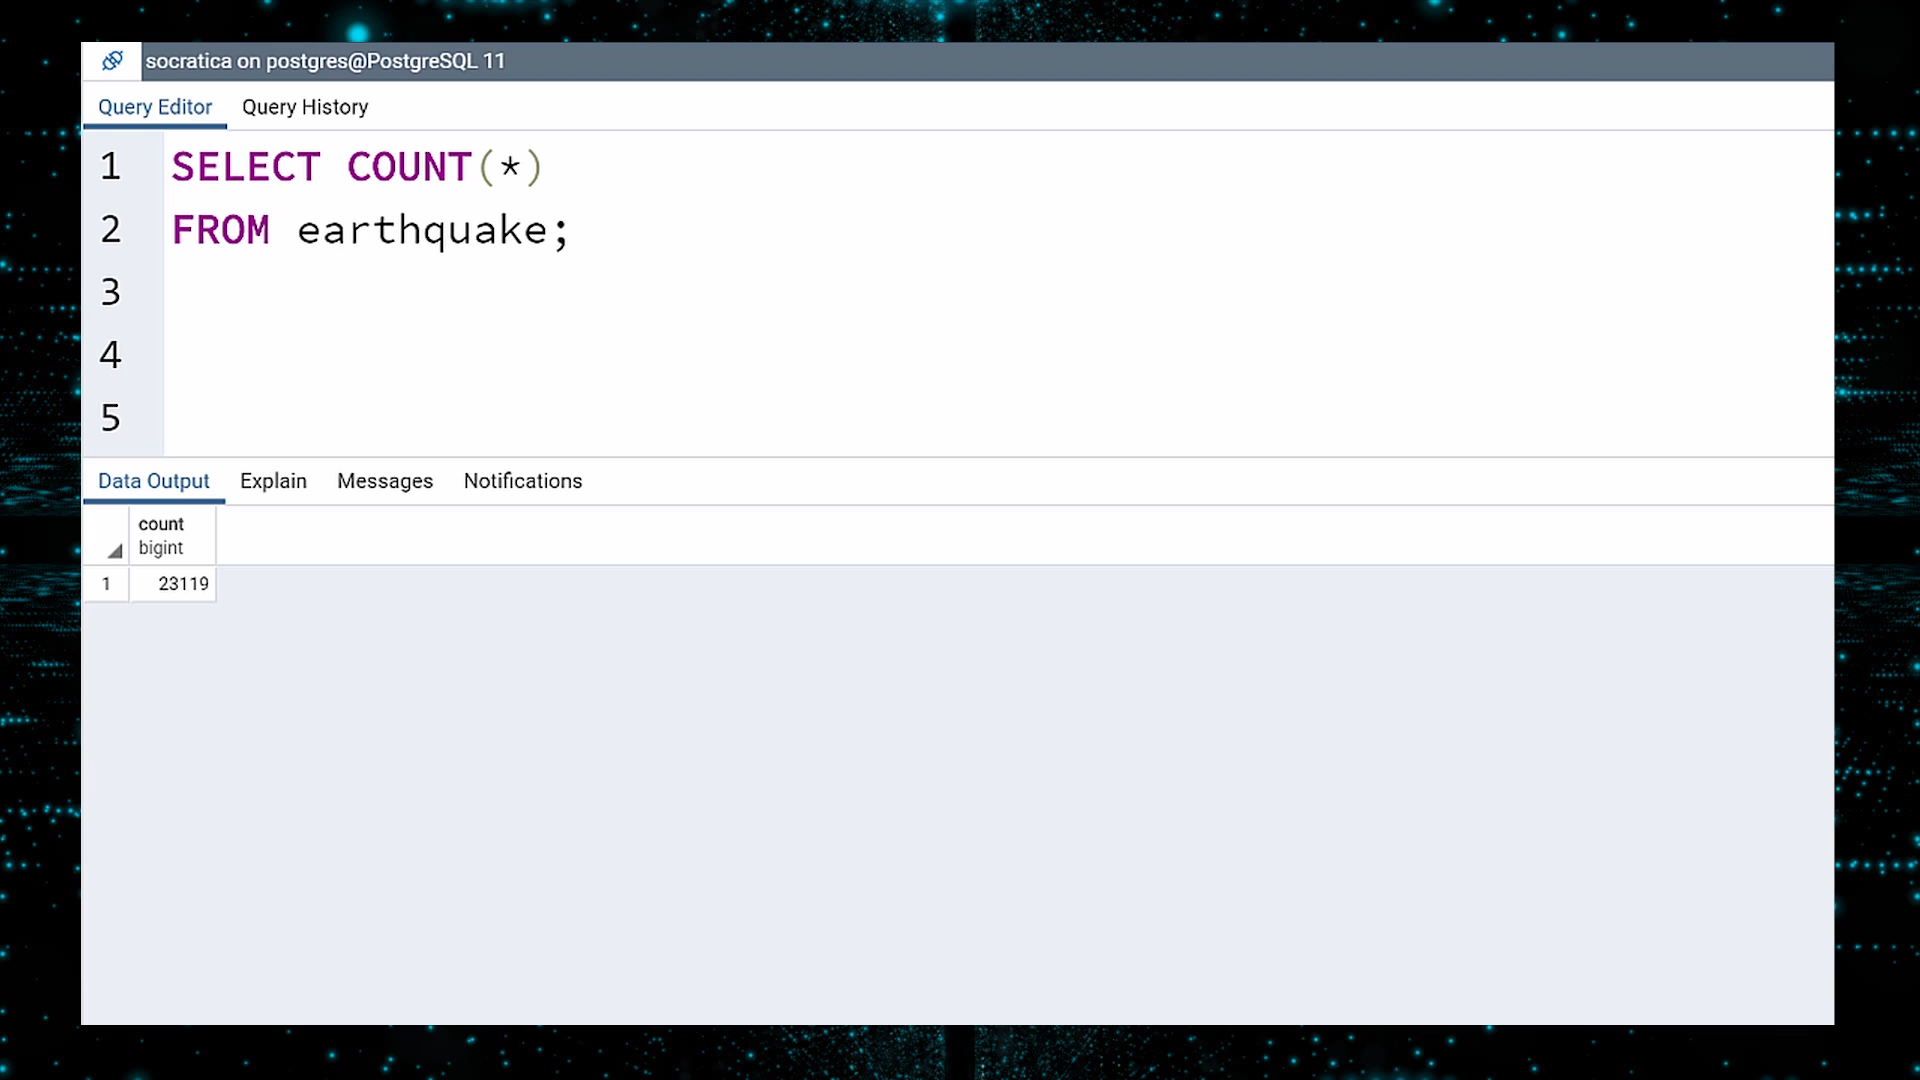 socratica on postgres@PostgreSQL 11
Query Editor Query History
1 SELECT COUNT(*)
2 FROM earthquake;
3
4
5
Data Output Explain Messages Notifications
count
bigint
1 23119